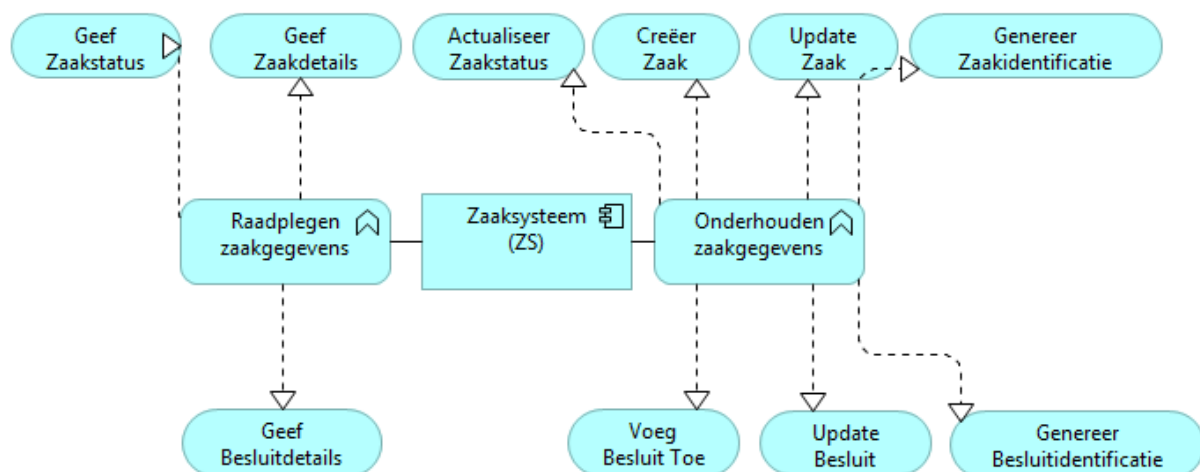 Geef
Zaakstatus
Geef
Zaakdetails
Actualiseer
Zaakstatus
Creëer
Zaak
Update
Zaak
Genereer
Zaakidentificatie
Raadplegen
zaakgegevens
Zaaksysteem
(ZS)
Onderhouden
zaakgegevens
Geef
Besluitdetails
Voeg
Besluit Toe
Update
Besluit
Genereer
Besluitidentificatie